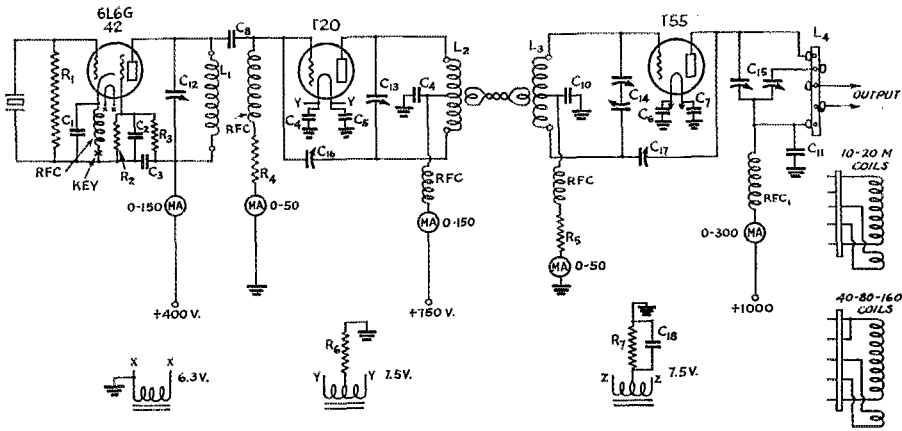 6L6G
42
T20
T55
C8
L1
C12
R1
C1
C2
R3
RFC
KEY
R2
C3
RFC
R4
C4
C5
Y
Y
C13
C16
C4
L2
L3
C10
C14
C6
C7
C17
C15
L4
OUTPUT
C11
RFC
RFC
RFC1
R5
MA
0-150
MA
0-50
MA
0-150
MA
0-50
MA
0-300
+400 V.
+750 V.
+1000
10-20 M
COILS
40-80-160
COILS
X
X
6.3V.
R6
Y
Y
7.5V.
R7
C18
Z
Z
7.5V.